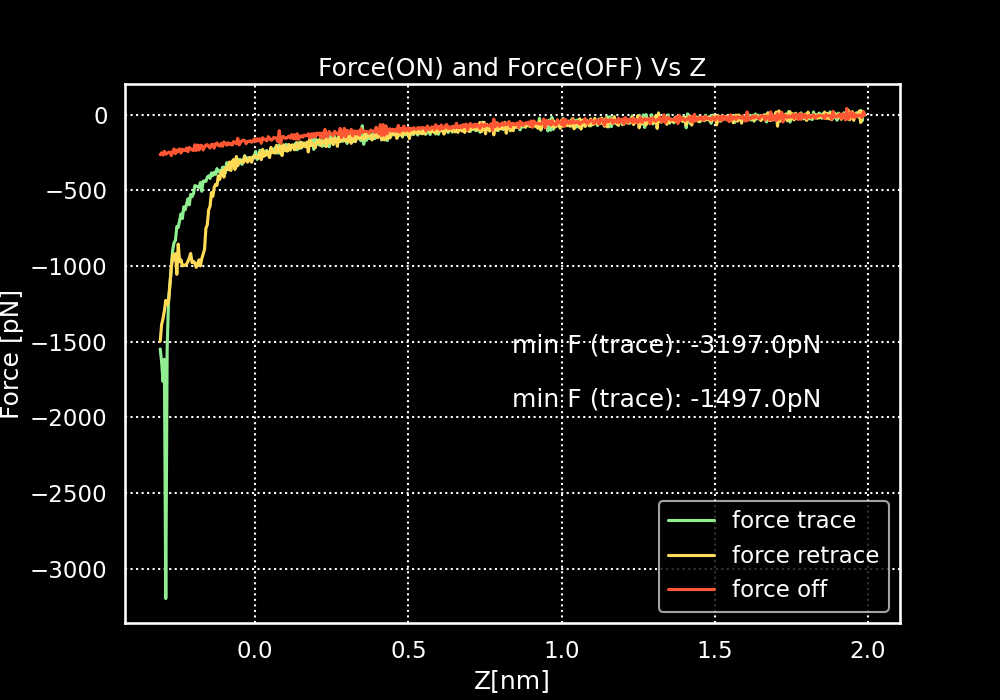 Force(ON) and Force(OFF) Vs Z
0
−500
−1000
−1500
−2000
−2500
−3000
Force [pN]
min F (trace): -3197.0pN
min F (trace): -1497.0pN
force trace
force retrace
force off
0.0 0.5 1.0 1.5 2.0
Z[nm]